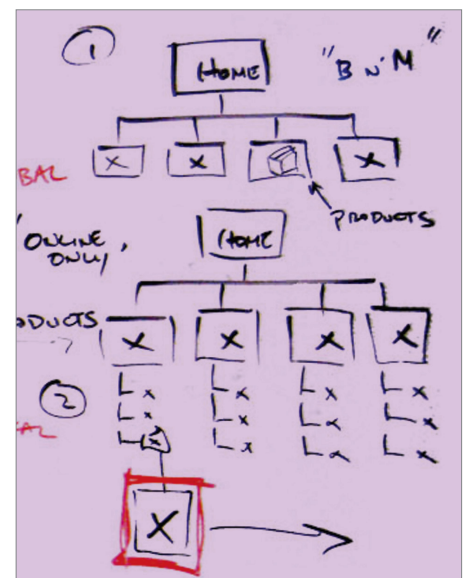 1
HOME
"B N' M"
X X X
BAL
PRODUCTS
"ONLINE
ONLY,
HOME
ODUCTS
X X X X
2
x x x x
x x x x
x x x x
AL
X